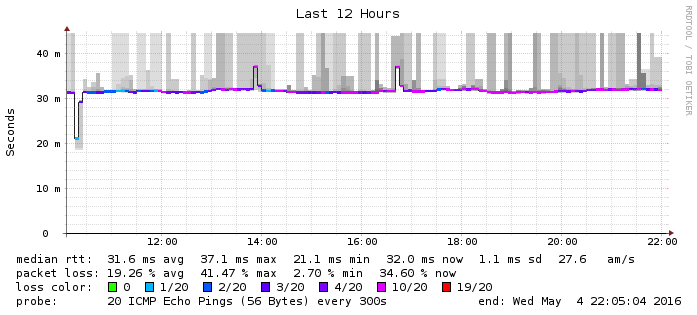 Last 12 Hours
RRDTOOL / TOBI OETIKER
Seconds
40 m
30 m
20 m
10 m
0
12:00 14:00 16:00 18:00 20:00 22:00
median rtt: 31.6 ms avg 37.1 ms max 21.1 ms min 32.0 ms now 1.1 ms sd 27.6 am/s
packet loss: 19.26 % avg 41.47 % max 2.70 % min 34.60 % now
loss color: 0 1/20 2/20 3/20 4/20 10/20 19/20
probe: 20 ICMP Echo Pings (56 Bytes) every 300s end: Wed May 4 22:05:04 2016